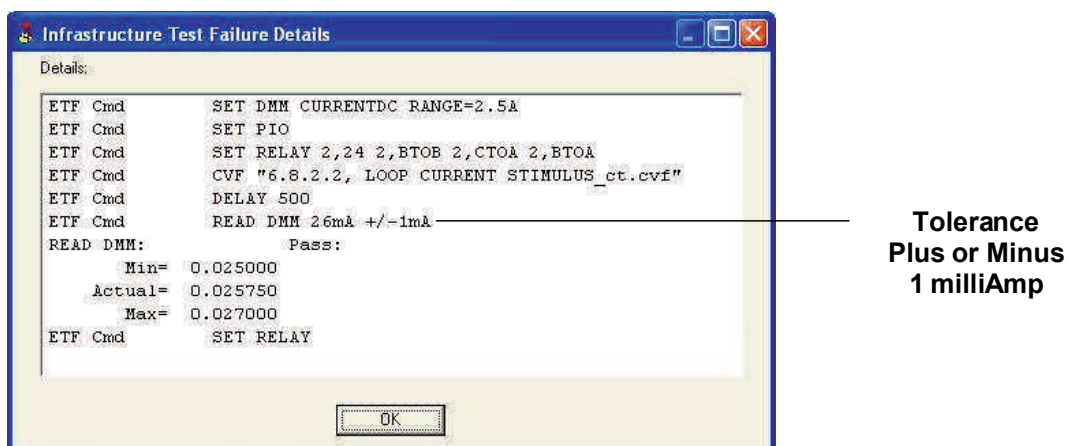 Infrastructure Test Failure Details
Details:
ETF Cmd SET DMM CURRENTDC RANGE=2.5A
ETF Cmd SET PIO
ETF Cmd SET RELAY 2,24 2,BTOB 2,CTOA 2,BTOA
ETF Cmd CVF "6.8.2.2, LOOP CURRENT STIMULUS_ct.cvf"
ETF Cmd DELAY 500
ETF Cmd READ DMM 26mA +/-1mA
READ DMM: Pass:
Min= 0.025000
Actual= 0.025750
Max= 0.027000
ETF Cmd SET RELAY
OK
Tolerance
Plus or Minus
1 milliAmp